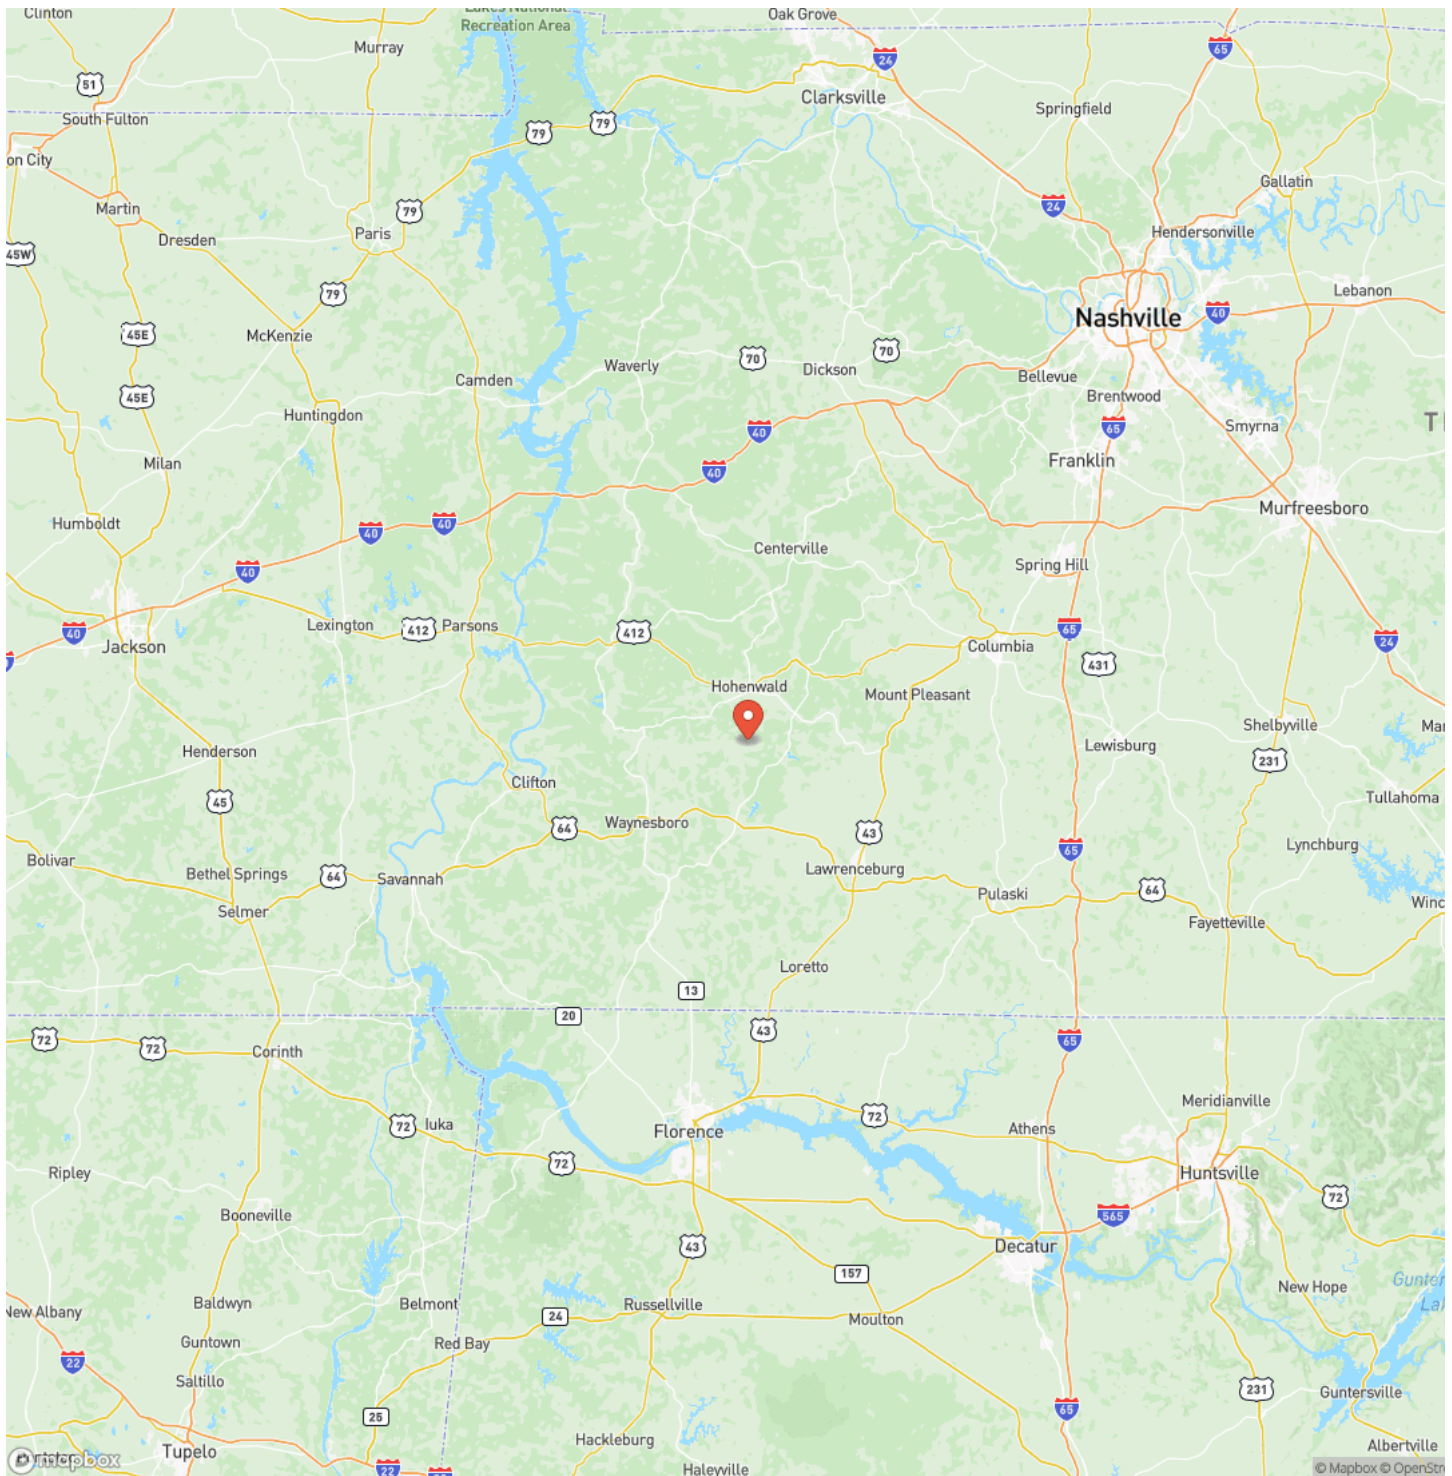 Clinton
Lakes National
Recreation Area
Oak Grove
Murray
24
65
51
Clarksville
South Fulton
79
79
Springfield
on City
Gallatin
Martin
79
24
Paris
Dresden
Hendersonville
45W
79
Lebanon
40
Nashville
45E
McKenzie
70
70
Waverly
Dickson
Bellevue
Camden
45E
Brentwood
Huntingdon
65
Smyrna
40
Franklin
Milan
40
Murfreesboro
Humboldt
40
40
Centerville
40
Spring Hill
Lexington
412
Parsons
412
65
40
Jackson
Columbia
24
431
Hohenwald
Mount Pleasant
Shelbyville
Henderson
Lewisburg
231
Clifton
Tullahoma
45
64
Waynesboro
43
Lynchburg
65
Bolivar
Bethel Springs
64
Savannah
Lawrenceburg
Pulaski
64
Selmer
Fayetteville
Loretto
13
20
43
72
72
65
Corinth
Meridianville
72
Iuka
72
Athens
Florence
72
Huntsville
Ripley
72
Booneville
565
43
Decatur
157
New Hope
Baldwyn
Belmont
Russellville
New Albany
24
Moulton
Guntown
Red Bay
22
Saltillo
231
Guntersville
65
25
Hackleburg
Tupelo
Albertville
mapbox
22
Haleyville
© Mapbox © OpenStre